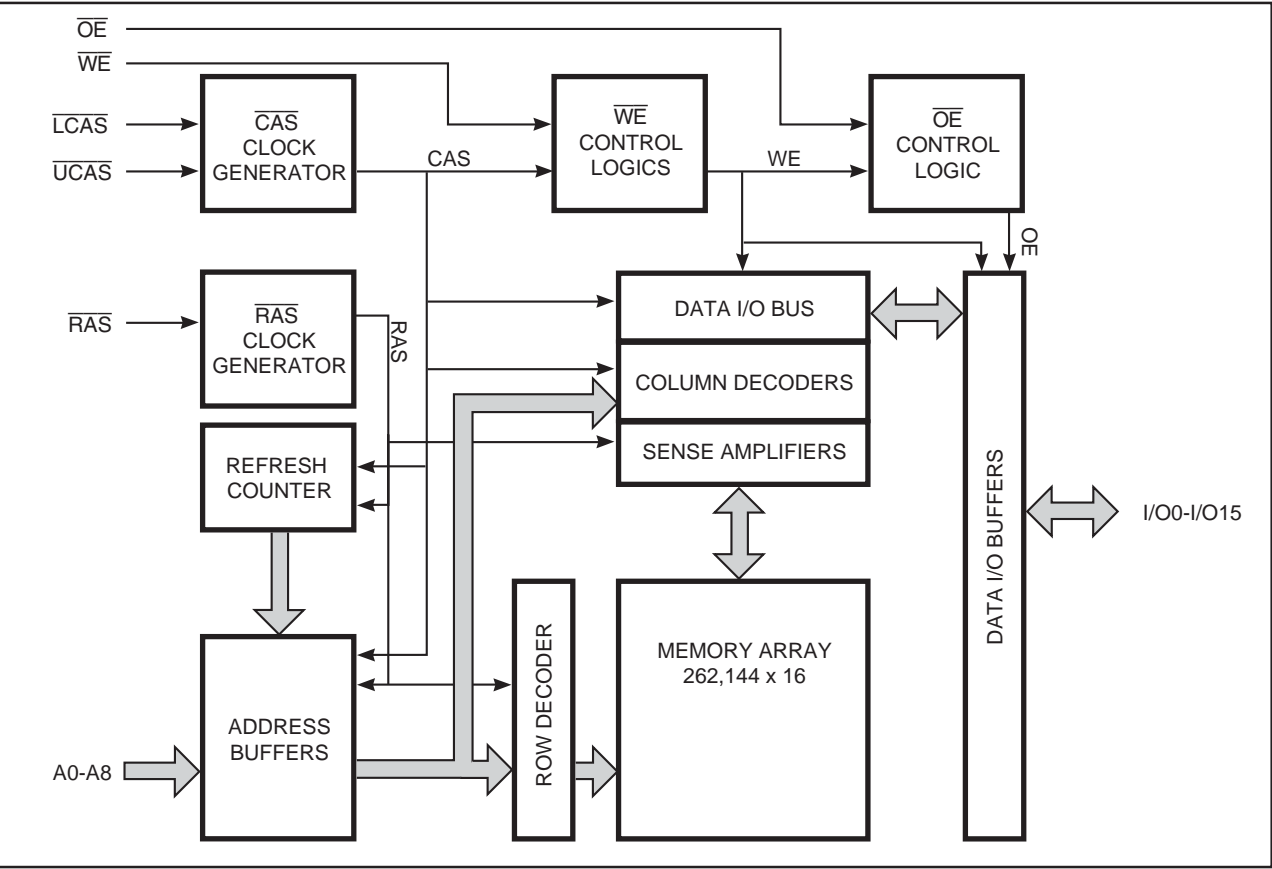 OE
WE
LCAS
UCAS
CAS
CLOCK
GENERATOR
CAS
WE
CONTROL
LOGICS
WE
OE
CONTROL
LOGIC
OE
RAS
RAS
CLOCK
GENERATOR
RAS
DATA I/O BUS
COLUMN DECODERS
SENSE AMPLIFIERS
REFRESH
COUNTER
DATA I/O BUFFERS
I/O0-I/O15
ROW DECODER
MEMORY ARRAY
262,144 x 16
ADDRESS
BUFFERS
A0-A8